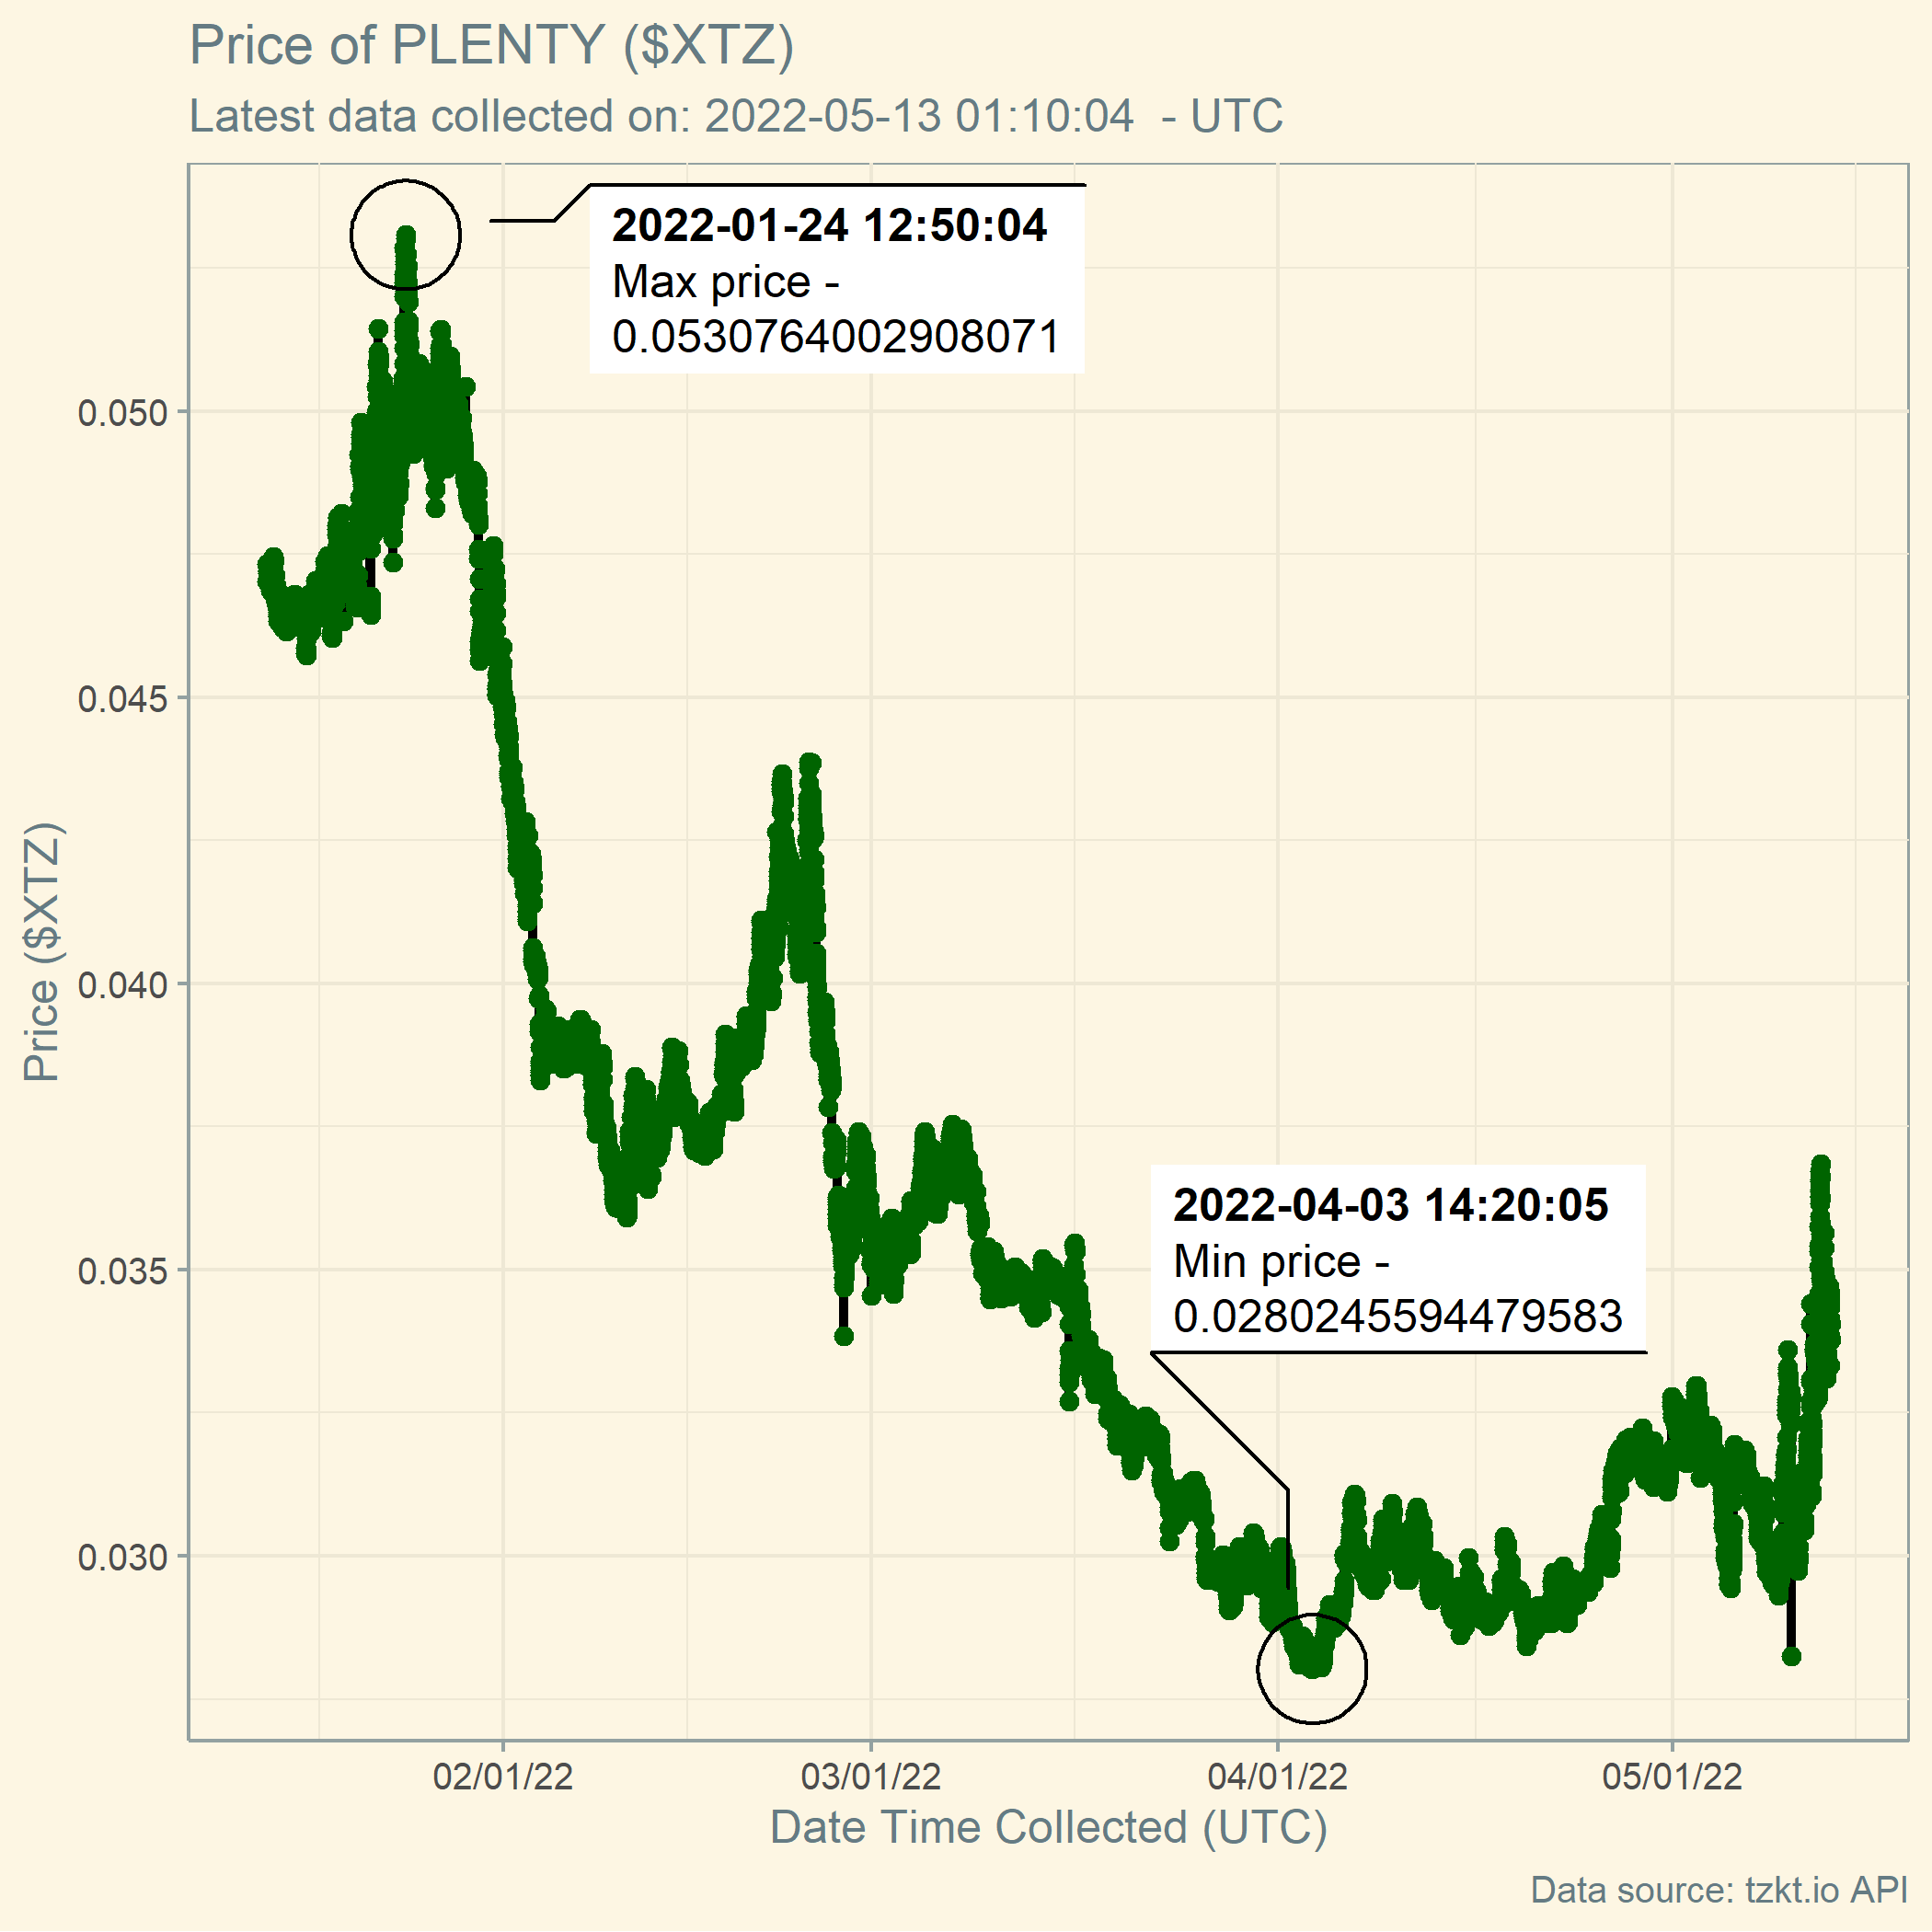 Price of PLENTY ($XTZ)
Latest data collected on: 2022-05-13 01:10:04  - UTC
2022-01-24 12:50:04
Max price -
0.0530764002908071
0.050
0.045
0.040
0.035
0.030
Price ($XTZ)
2022-04-03 14:20:05
Min price -
0.0280245594479583
02/01/22
03/01/22
04/01/22
05/01/22
Date Time Collected (UTC)
Data source: tzkt.io API